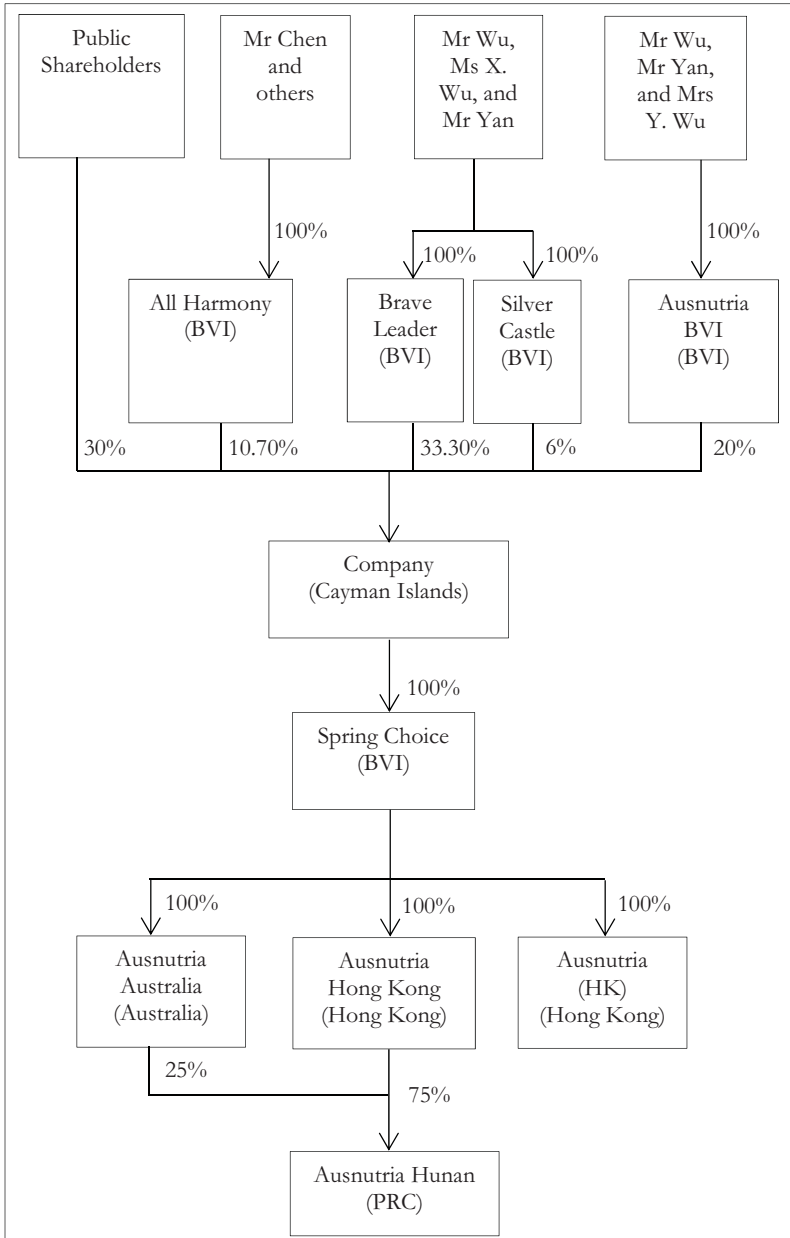 Public
Shareholders
Mr Chen
and
others
Mr Wu,
Ms X.
Wu, and
Mr Yan
Mr Wu,
Mr Yan,
and Mrs
Y. Wu
100%
100%
100%
100%
All Harmony
(BVI)
Brave
Leader
(BVI)
Silver
Castle
(BVI)
Ausnutria
BVI
(BVI)
30%
10.70%
33.30%
6%
20%
Company
(Cayman Islands)
100%
Spring Choice
(BVI)
100%
100%
100%
Ausnutria
Australia
(Australia)
Ausnutria
Hong Kong
(Hong Kong)
Ausnutria
(HK)
(Hong Kong)
25%
75%
Ausnutria Hunan
(PRC)